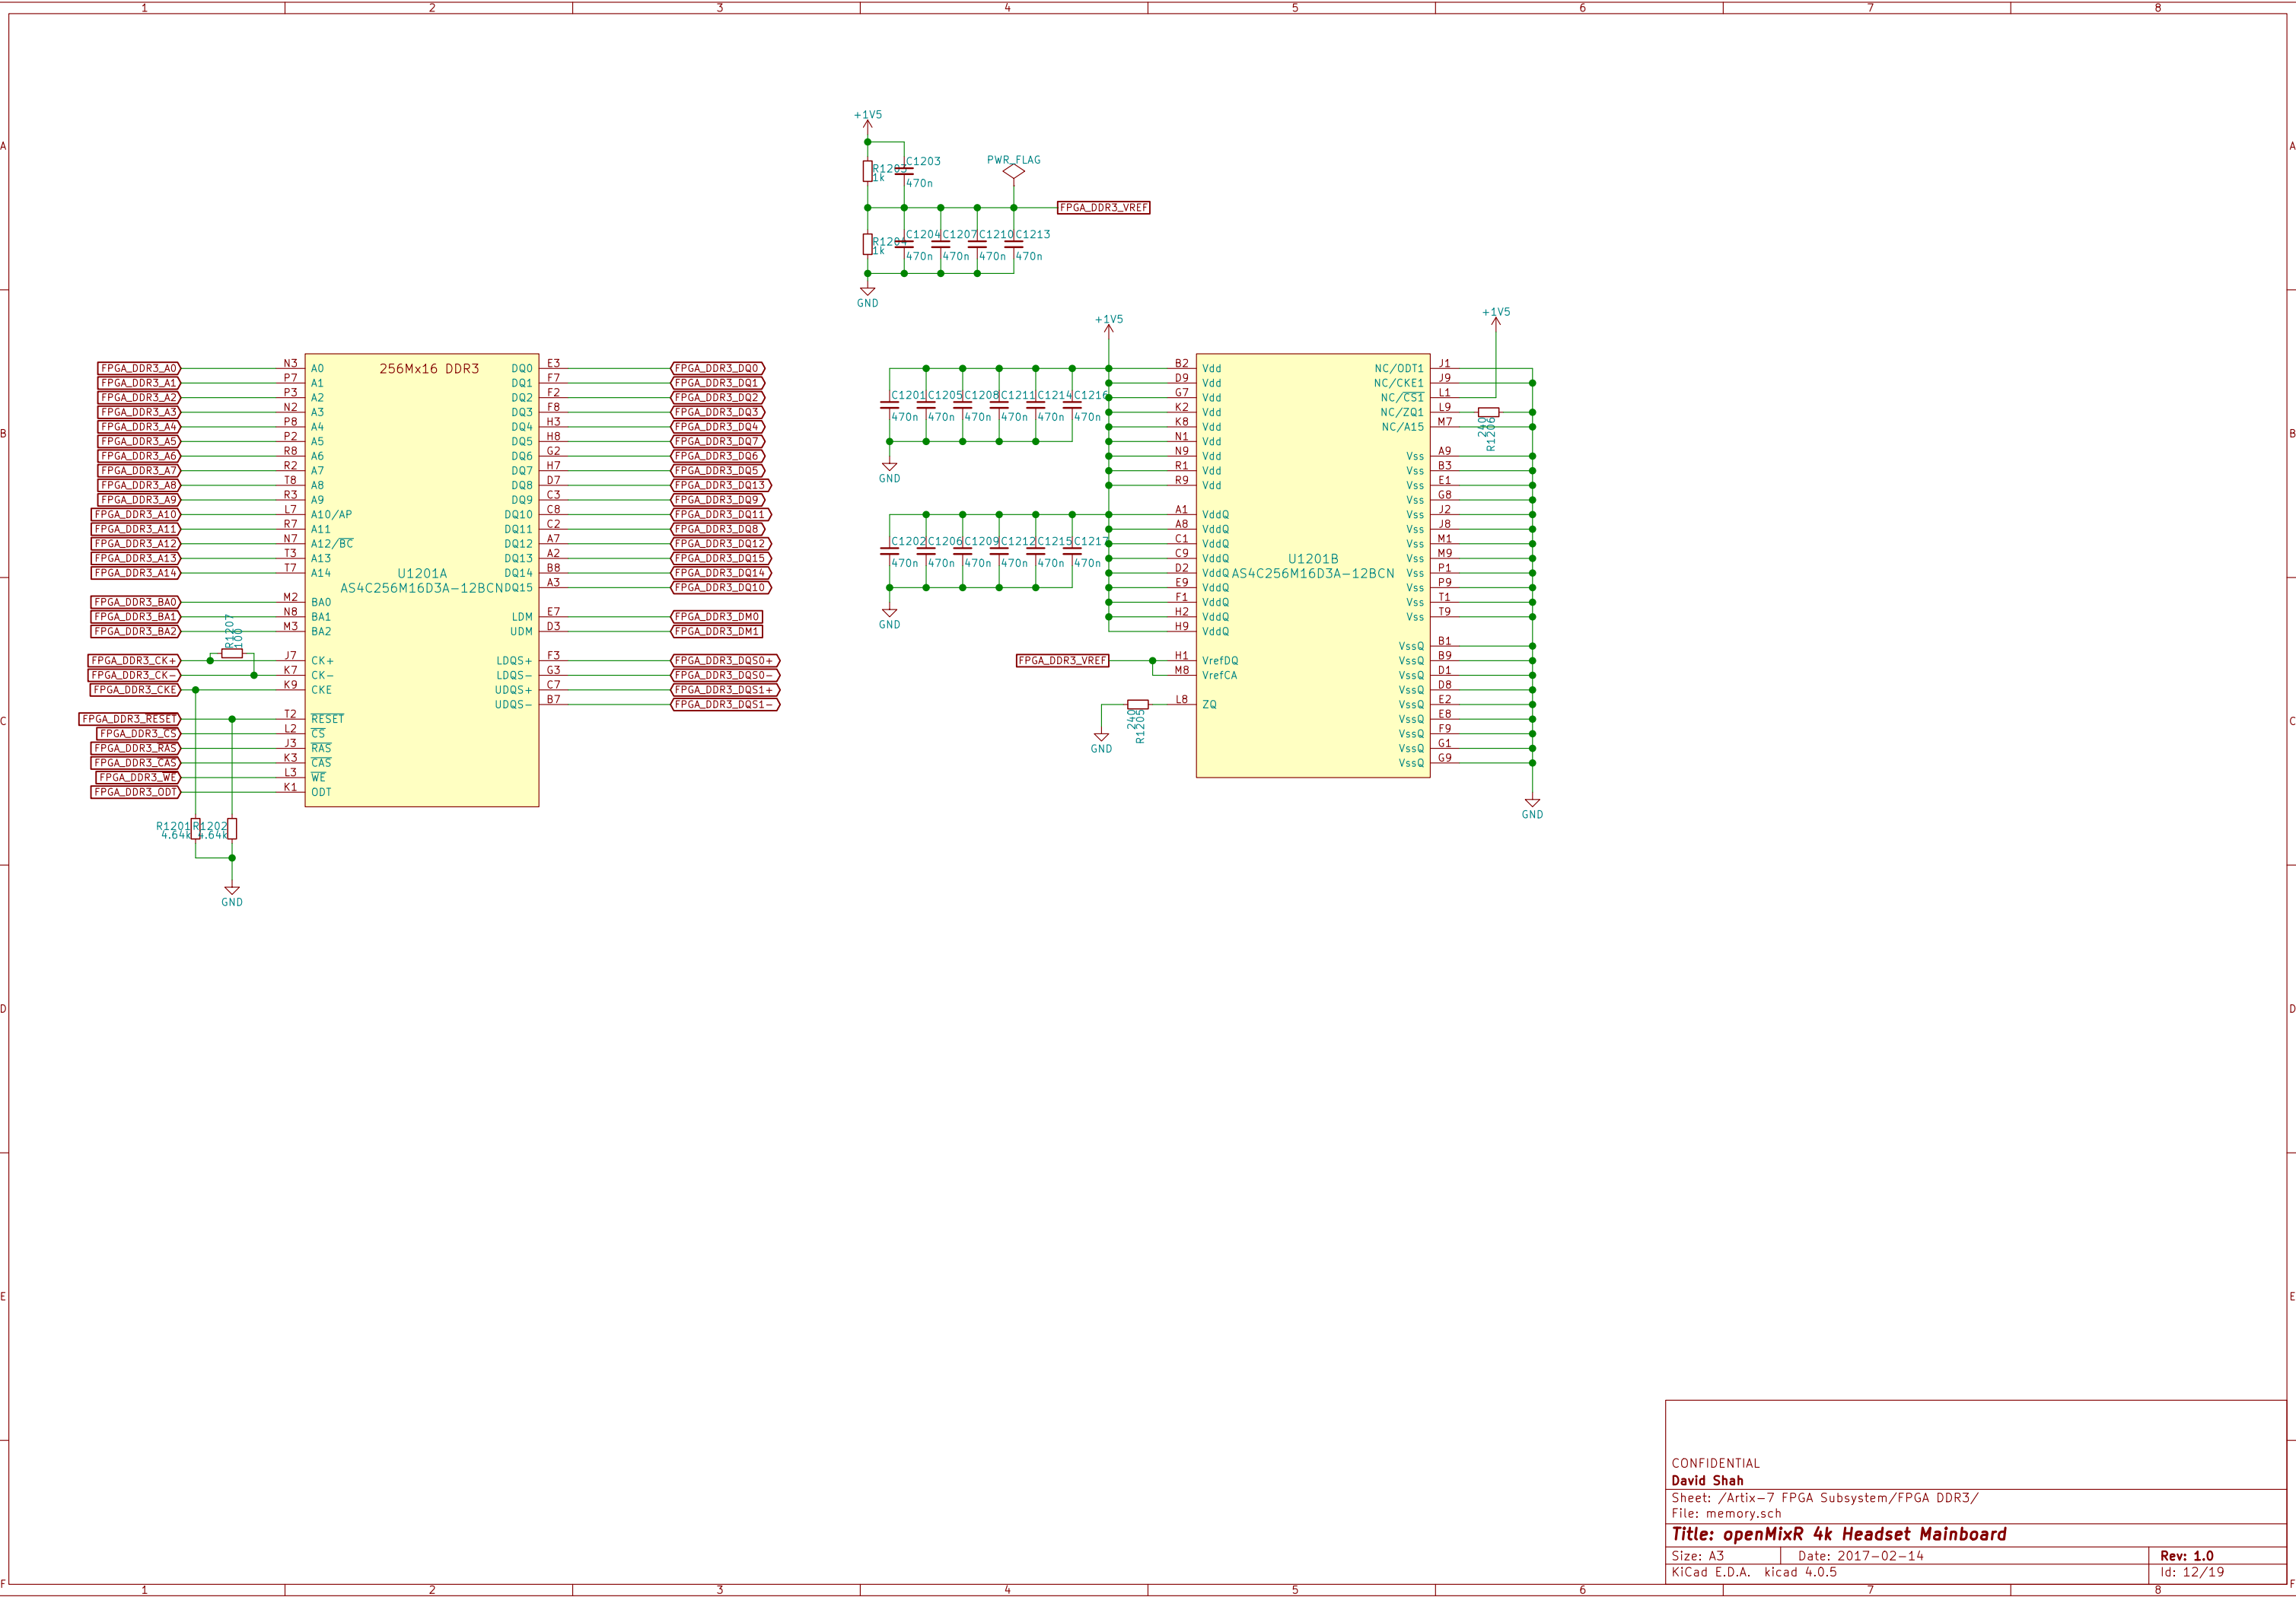 1 2 3 4 5 6 7 8
A
B
C
D
E
F
+1V5
R1203
1k
C1203
470n
PWR_FLAG
FPGA_DDR3_VREF
R1204
1k
C1204 C1207 C1210 C1213
470n 470n 470n 470n
GND
256Mx16 DDR3
U1201A
AS4C256M16D3A-12BCN
FPGA_DDR3_A0 N3 A0
FPGA_DDR3_A1 P7 A1
FPGA_DDR3_A2 P3 A2
FPGA_DDR3_A3 N2 A3
FPGA_DDR3_A4 P8 A4
FPGA_DDR3_A5 P2 A5
FPGA_DDR3_A6 R8 A6
FPGA_DDR3_A7 R2 A7
FPGA_DDR3_A8 T8 A8
FPGA_DDR3_A9 R3 A9
FPGA_DDR3_A10 L7 A10/AP
FPGA_DDR3_A11 R7 A11
FPGA_DDR3_A12 N7 A12/BC
FPGA_DDR3_A13 T3 A13
FPGA_DDR3_A14 T7 A14
FPGA_DDR3_BA0 M2 BA0
FPGA_DDR3_BA1 N8 BA1
FPGA_DDR3_BA2 M3 BA2
R1207
100
FPGA_DDR3_CK+ J7 CK+
FPGA_DDR3_CK- K7 CK-
FPGA_DDR3_CKE K9 CKE
FPGA_DDR3_RESET T2 RESET
FPGA_DDR3_CS L2 CS
FPGA_DDR3_RAS J3 RAS
FPGA_DDR3_CAS K3 CAS
FPGA_DDR3_WE L3 WE
FPGA_DDR3_ODT K1 ODT
R1201 R1202
4.64k 4.64k
GND
DQ0 E3 FPGA_DDR3_DQ0
DQ1 F7 FPGA_DDR3_DQ1
DQ2 F2 FPGA_DDR3_DQ2
DQ3 F8 FPGA_DDR3_DQ3
DQ4 H3 FPGA_DDR3_DQ4
DQ5 H8 FPGA_DDR3_DQ7
DQ6 G2 FPGA_DDR3_DQ6
DQ7 H7 FPGA_DDR3_DQ5
DQ8 D7 FPGA_DDR3_DQ13
DQ9 C3 FPGA_DDR3_DQ9
DQ10 C8 FPGA_DDR3_DQ11
DQ11 C2 FPGA_DDR3_DQ8
DQ12 A7 FPGA_DDR3_DQ12
DQ13 A2 FPGA_DDR3_DQ15
DQ14 B8 FPGA_DDR3_DQ14
DQ15 A3 FPGA_DDR3_DQ10
LDM E7 FPGA_DDR3_DM0
UDM D3 FPGA_DDR3_DM1
LDQS+ F3 FPGA_DDR3_DQS0+
LDQS- G3 FPGA_DDR3_DQS0-
UDQS+ C7 FPGA_DDR3_DQS1+
UDQS- B7 FPGA_DDR3_DQS1-
+1V5
C1201 C1205 C1208 C1211 C1214 C1216
470n 470n 470n 470n 470n 470n
GND
C1202 C1206 C1209 C1212 C1215 C1217
470n 470n 470n 470n 470n 470n
GND
FPGA_DDR3_VREF
240
R1205
GND
U1201B
AS4C256M16D3A-12BCN
B2 Vdd
D9 Vdd
G7 Vdd
K2 Vdd
K8 Vdd
N1 Vdd
N9 Vdd
R1 Vdd
R9 Vdd
A1 VddQ
A8 VddQ
C1 VddQ
C9 VddQ
D2 VddQ
E9 VddQ
F1 VddQ
H2 VddQ
H9 VddQ
H1 VrefDQ
M8 VrefCA
L8 ZQ
+1V5
NC/ODT1 J1
NC/CKE1 J9
NC/CS1 L1
NC/ZQ1 L9
NC/A15 M7
240
R1206
Vss A9
Vss B3
Vss E1
Vss G8
Vss J2
Vss J8
Vss M1
Vss M9
Vss P1
Vss P9
Vss T1
Vss T9
VssQ B1
VssQ B9
VssQ D1
VssQ D8
VssQ E2
VssQ E8
VssQ F9
VssQ G1
VssQ G9
GND
CONFIDENTIAL
David Shah
Sheet: /Artix-7 FPGA Subsystem/FPGA DDR3/
File: memory.sch
Title: openMixR 4k Headset Mainboard
Size: A3 Date: 2017-02-14 Rev: 1.0
KiCad E.D.A. kicad 4.0.5 Id: 12/19
1 2 3 4 5 6 7 8
A
B
C
D
E
F